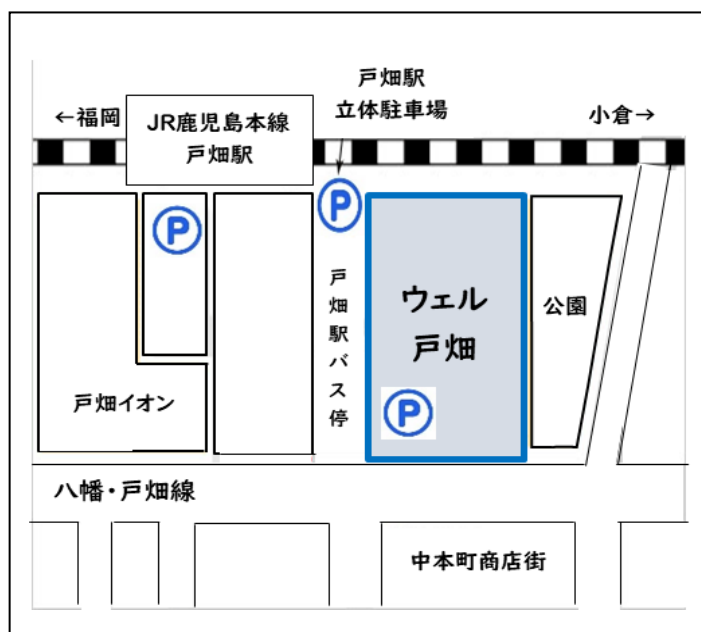 戸畑駅
立体駐車場
←福岡
小倉→
JR鹿児島本線
戸畑駅
P
P
戸畑駅バス停
ウェル
戸畑
公園
戸畑イオン
P
八幡・戸畑線
中本町商店街